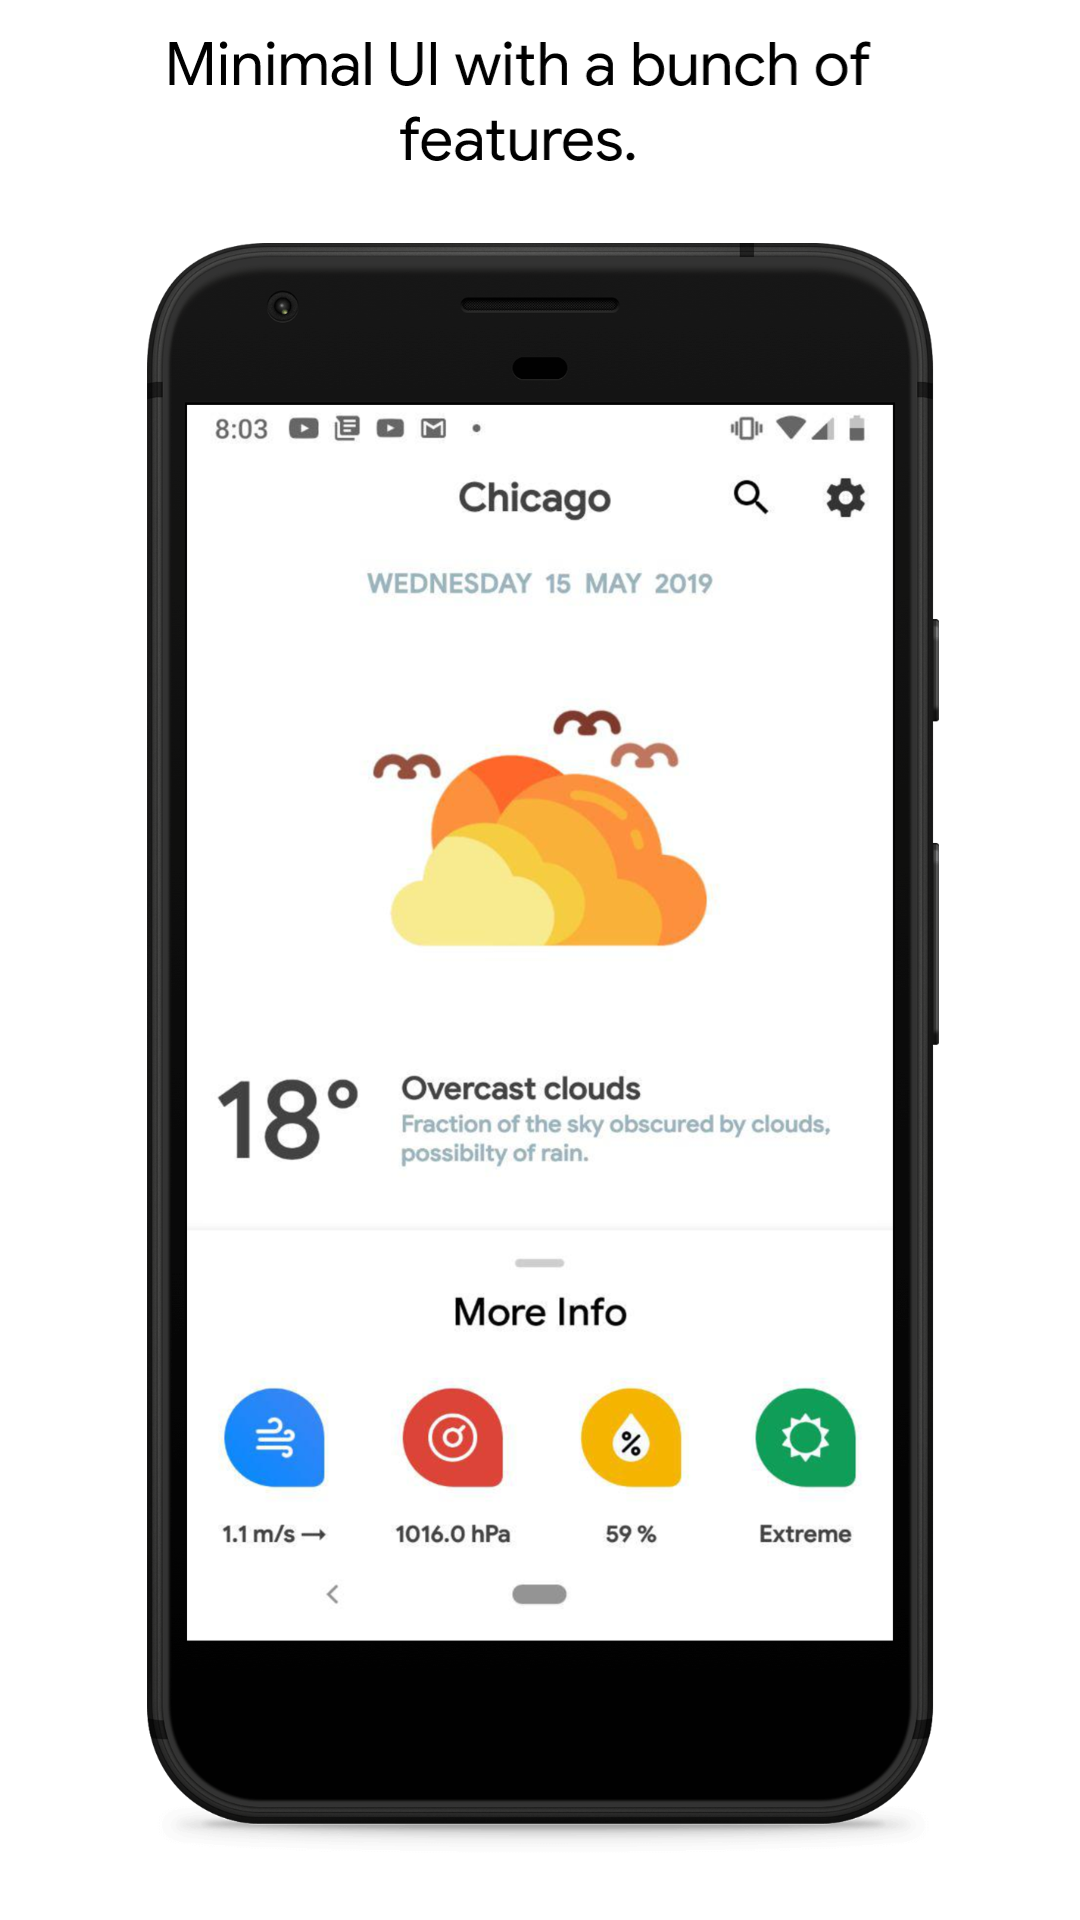 Minimal UI with a bunch of
features.
8:03
Chicago
WEDNESDAY 15 MAY 2019
18°
Overcast clouds
Fraction of the sky obscured by clouds,
possibilty of rain.
More Info
%
1.1 m/s → 1016.0 hPa 59 % Extreme